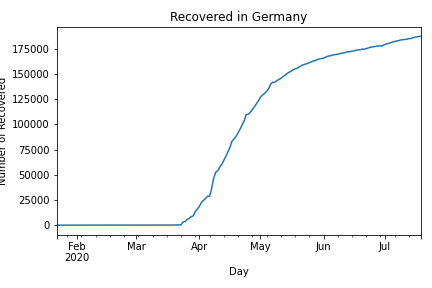 Recovered in Germany
Number of Recovered
175000
150000
125000
100000
75000
50000
25000
0
Feb
2020
Mar
Apr
May
Jun
Jul
Day